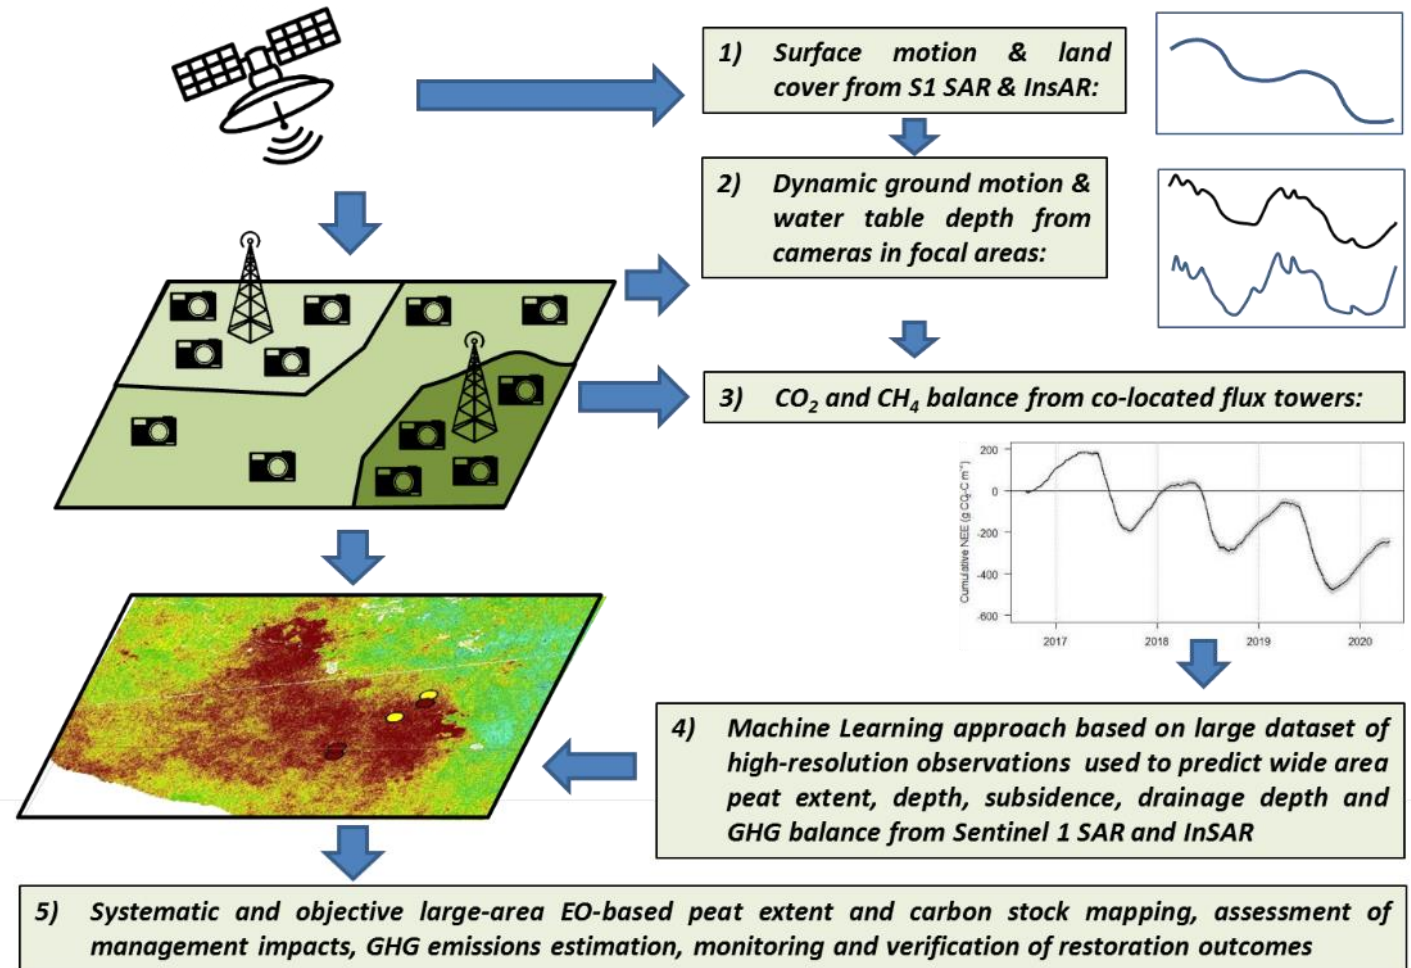 1) Surface motion & land
cover from S1 SAR & InsAR:
2) Dynamic ground motion &
water table depth from
cameras in focal areas:
3) CO₂ and CH₄ balance from co-located flux towers:
Cumulative NEE (g CO₂-C m⁻²)
200
0
-200
-400
-600
2017
2018
2019
2020
4) Machine Learning approach based on large dataset of
high-resolution observations used to predict wide area
peat extent, depth, subsidence, drainage depth and
GHG balance from Sentinel 1 SAR and InSAR
5) Systematic and objective large-area EO-based peat extent and carbon stock mapping, assessment of
management impacts, GHG emissions estimation, monitoring and verification of restoration outcomes